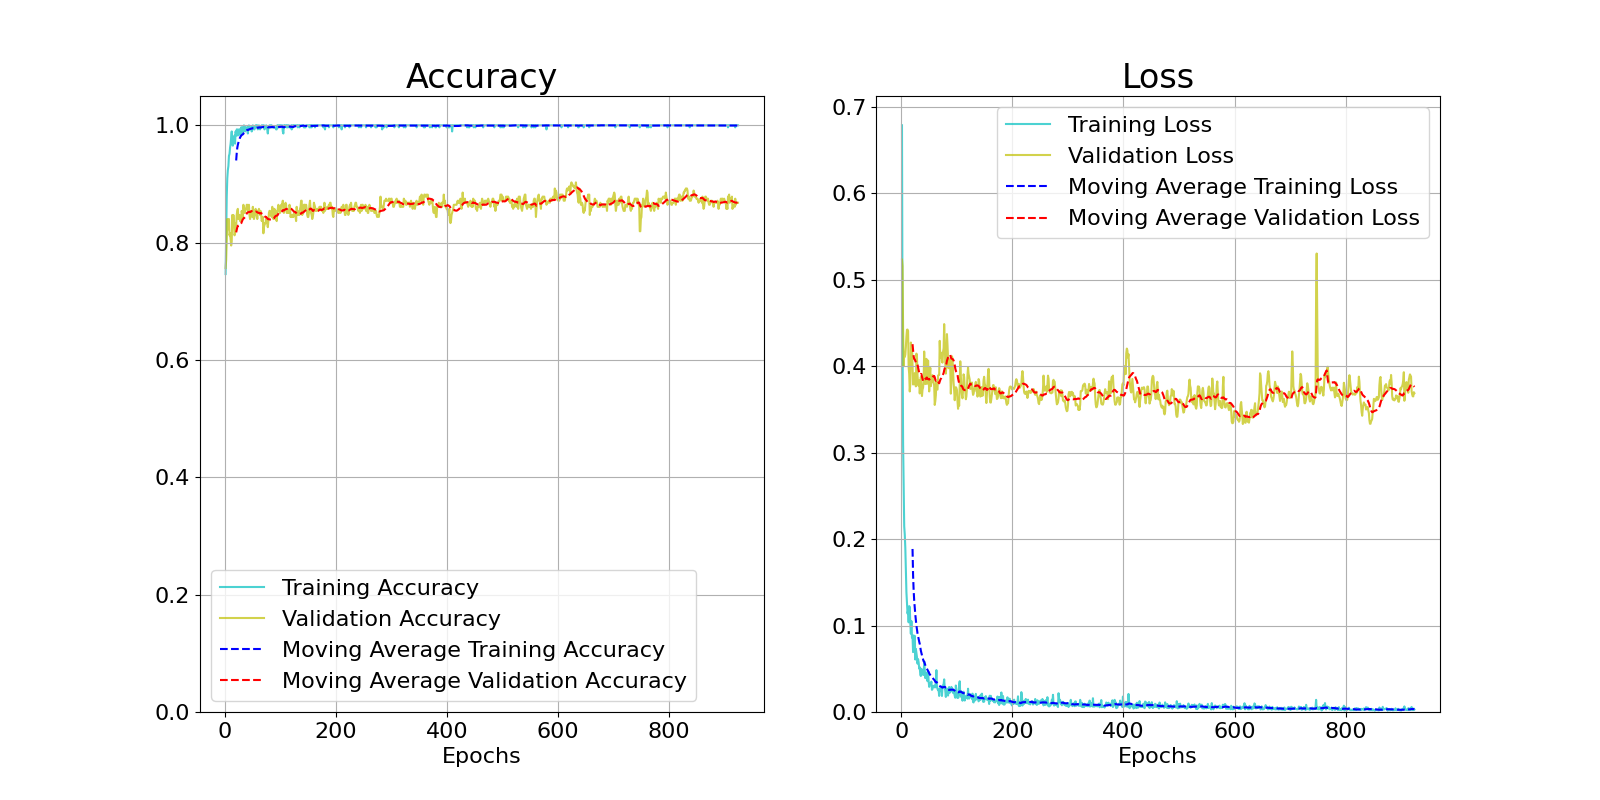 Accuracy
1.0
0.8
0.6
0.4
0.2
0.0
Training Accuracy
Validation Accuracy
Moving Average Training Accuracy
Moving Average Validation Accuracy
0 200 400 600 800
Epochs
Loss
0.7
0.6
0.5
0.4
0.3
0.2
0.1
0.0
Training Loss
Validation Loss
Moving Average Training Loss
Moving Average Validation Loss
0 200 400 600 800
Epochs